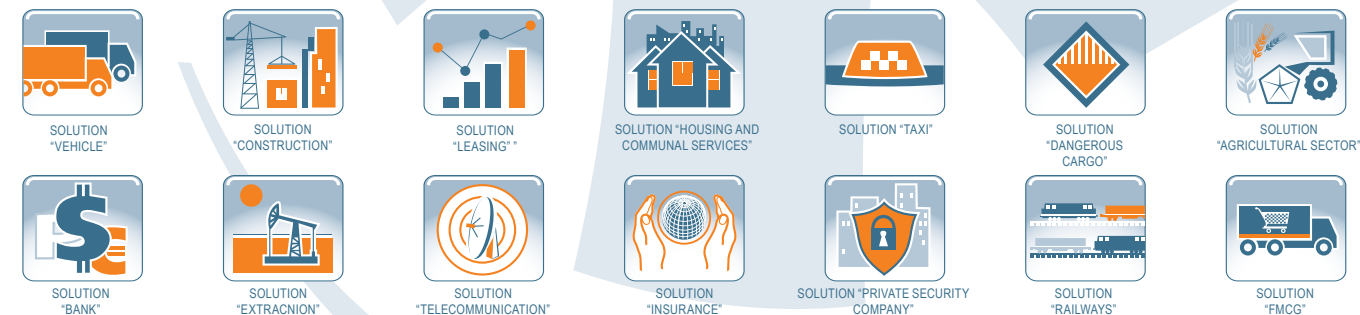 SOLUTION
“VEHICLE”
SOLUTION
“CONSTRUCTION”
SOLUTION
“LEASING” ”
SOLUTION “HOUSING AND
COMMUNAL SERVICES”
SOLUTION “TAXI”
SOLUTION
“DANGEROUS
CARGO”
SOLUTION
“AGRICULTURAL SECTOR”
SOLUTION
“BANK”
SOLUTION
“EXTRACNION”
SOLUTION
“TELECOMMUNICATION”
SOLUTION
“INSURANCE”
SOLUTION “PRIVATE SECURITY
COMPANY”
SOLUTION
“RAILWAYS”
SOLUTION
“FMCG”